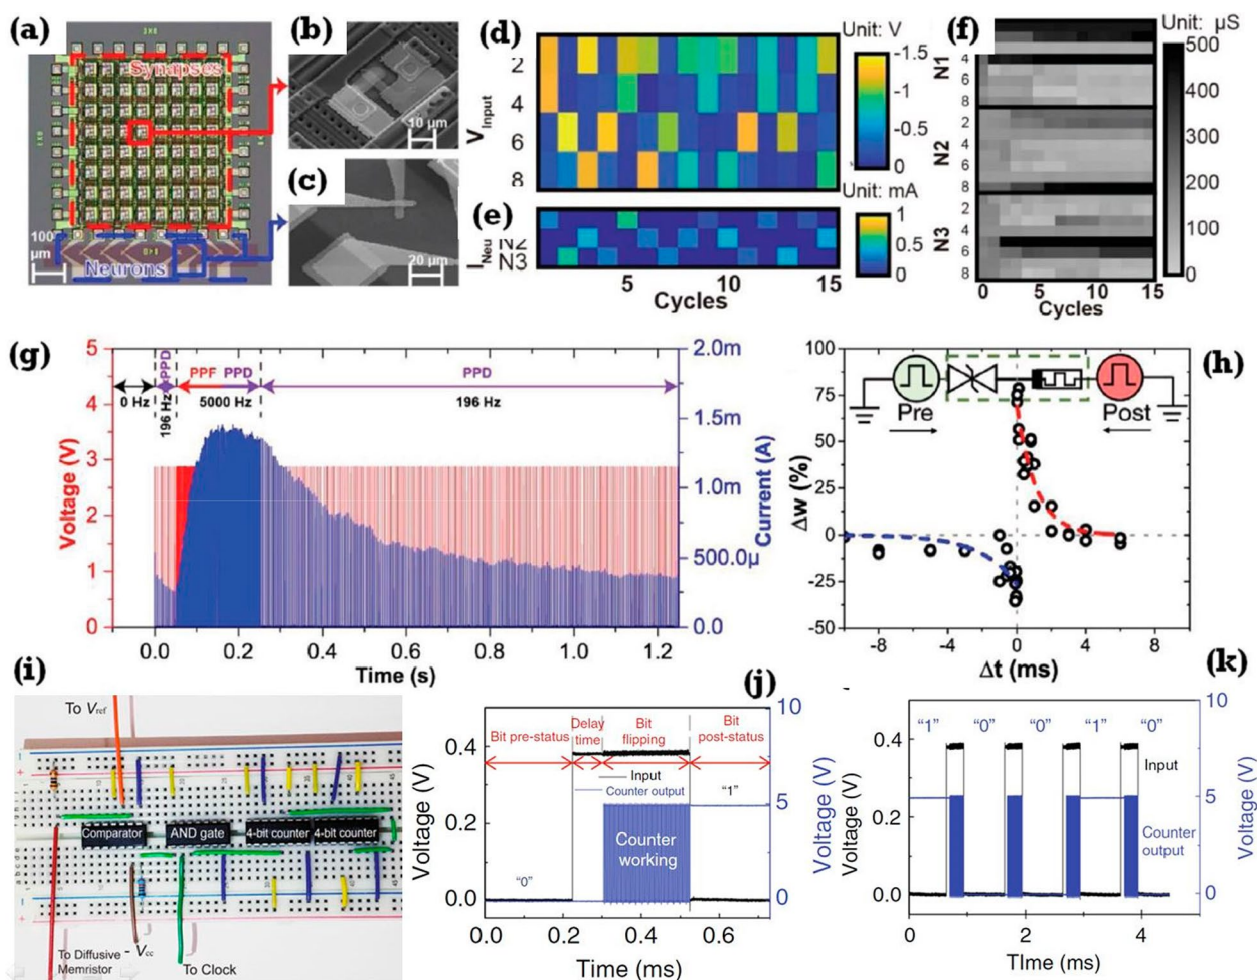 (a)
Synapses
100
µm
Neurons
(b)
10 µm
(c)
20 µm
(d)
Unit: V
2
4
6
8
V Input
-1.5
-1
-0.5
0
(e)
Unit: mA
I Neu
N2
N3
1
0.5
0
5 10 15
Cycles
(f)
Unit: µS
N1
4
8
N2
2
6
8
N3
2
6
8
0 5 10 15
Cycles
500
400
300
200
100
0
(g)
Voltage (V)
5
4
3
2
1
0
0 Hz
PPD
196 Hz
PPF PPD
5000 Hz
PPD
196 Hz
2.0m
1.5m
1.0m
500.0µ
0.0
Current (A)
0.0 0.2 0.4 0.6 0.8 1.0 1.2
Time (s)
(h)
Δw (%)
100
75
50
25
0
-25
-50
Pre
Post
-8 -4 0 4 8
Δt (ms)
(i)
To Vref
Comparator
AND gate
4-bit counter
4-bit counter
To Diffusive
Memristor
- Vcc
To Clock
(j)
Voltage (V)
0.4
0.2
0.0
Bit pre-status
Delay
time
Bit
flipping
Bit
post-status
Input
Counter output
"0"
"1"
Counter
working
10
5
0
Voltage (V)
0.0 0.2 0.4 0.6
Time (ms)
(k)
Voltage (V)
0.4
0.2
0.0
"1" "0" "0" "1" "0"
Input
Counter
output
10
5
0
Voltage (V)
0 2 4
TIme (ms)